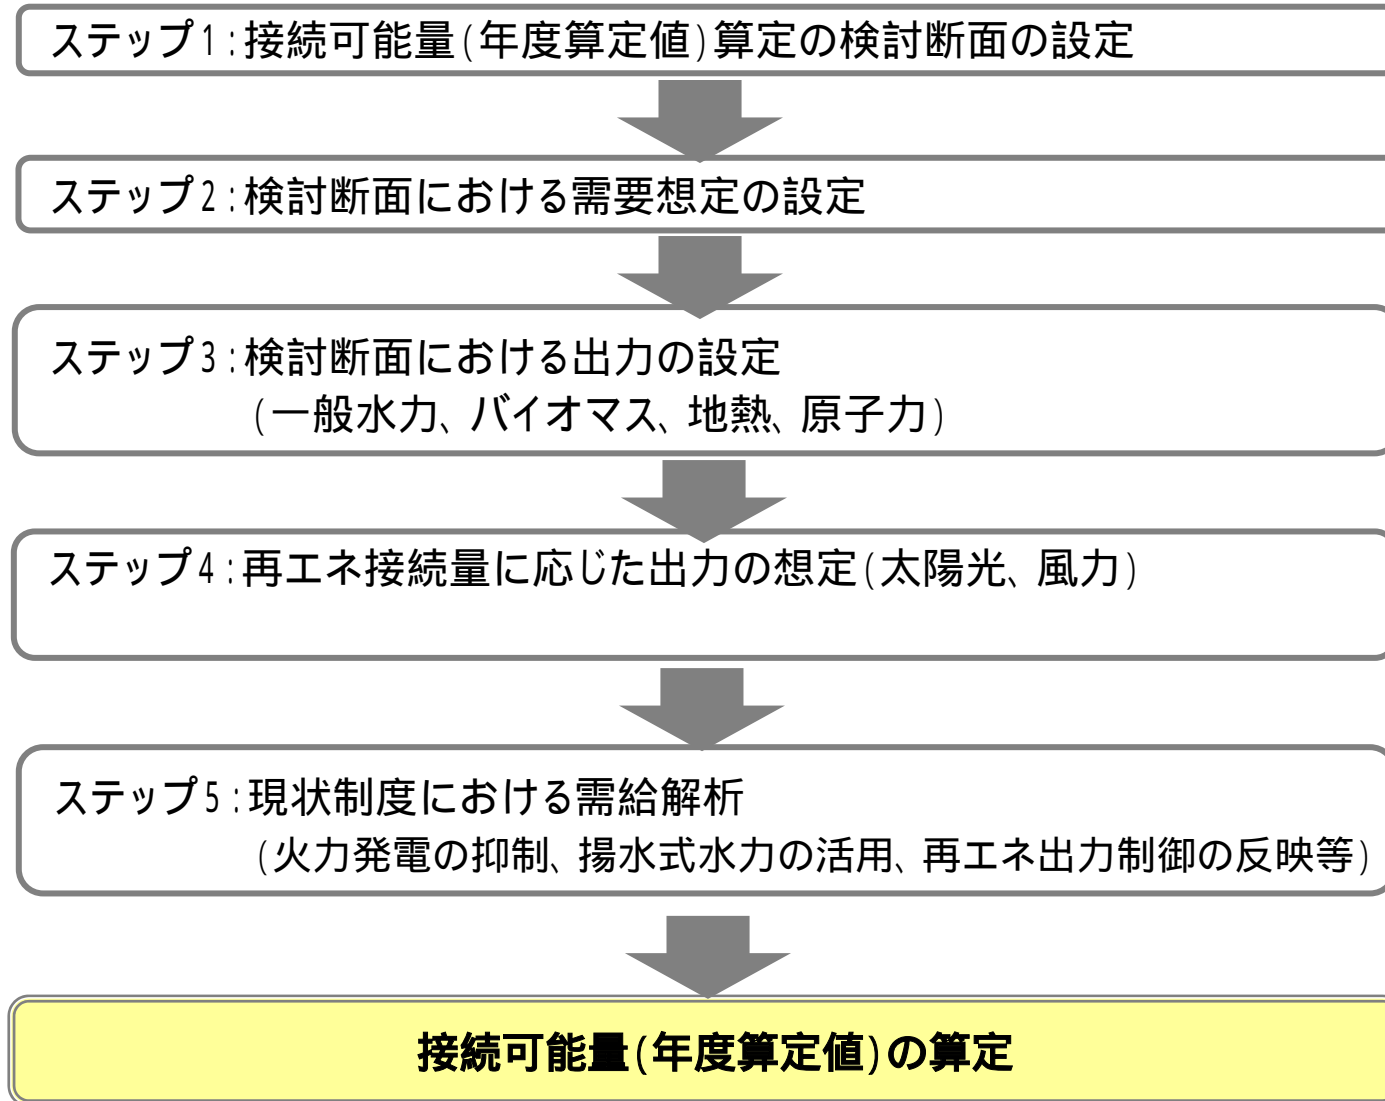 ステップ1:接続可能量(年度算定値)算定の検討断面の設定
ステップ2:検討断面における需要想定の設定
ステップ3:検討断面における出力の設定
(一般水力、バイオマス、地熱、原子力)
ステップ4:再エネ接続量に応じた出力の想定(太陽光、風力)
ステップ5:現状制度における需給解析
(火力発電の抑制、揚水式水力の活用、再エネ出力制御の反映等)
接続可能量(年度算定値)の算定